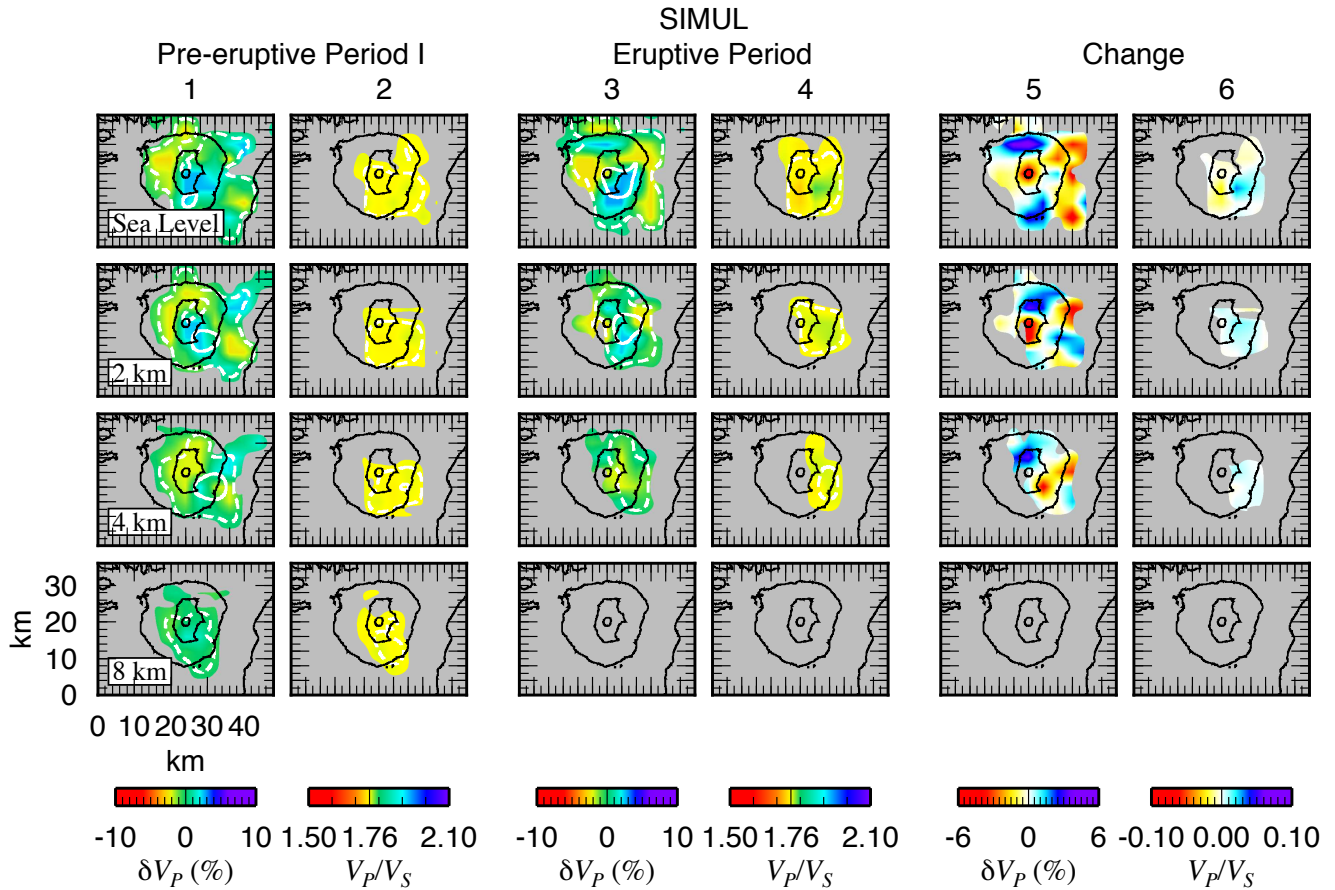 SIMUL
Pre-eruptive Period I Eruptive Period Change
1 2 3 4 5 6
Sea Level
2 km
4 km
8 km
km
30
20
10
0
0 10 20 30 40
km
-10 0 10 1.50 1.76 2.10 -10 0 10 1.50 1.76 2.10 -6 0 6 -0.10 0.00 0.10
δV_P (%) V_P/V_S δV_P (%) V_P/V_S δV_P (%) V_P/V_S